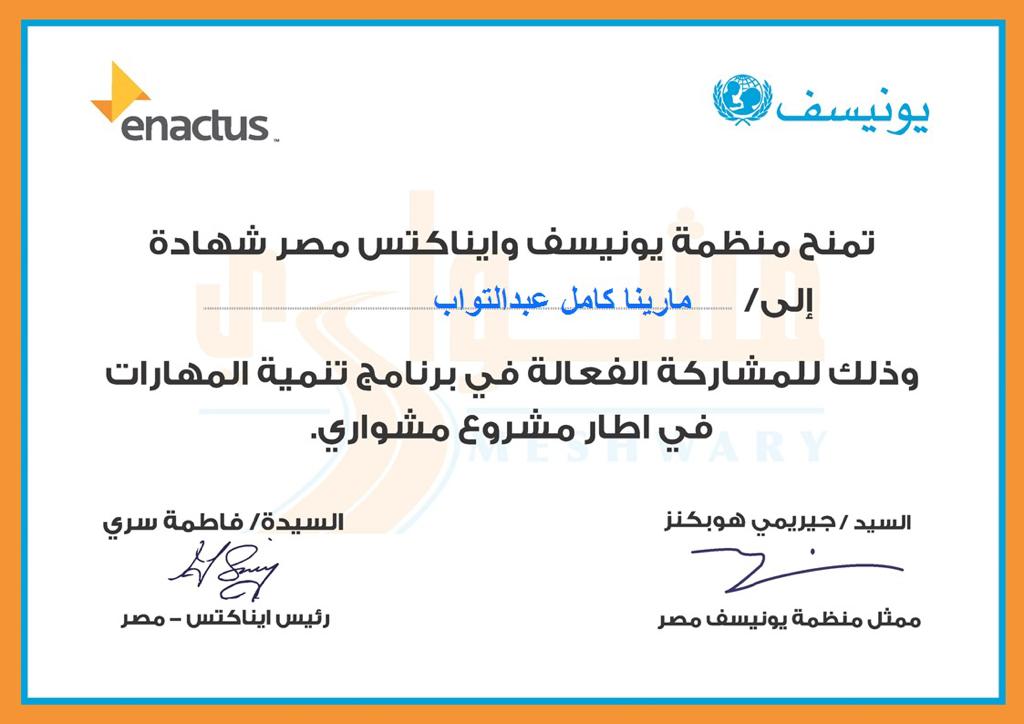 enactus™
يونيسف
تمنح منظمة يونيسف وايناكتس مصر شهادة
إلى/ مارينا كامل عبدالتواب
وذلك للمشاركة الفعالة في برنامج تنمية المهارات
في اطار مشروع مشواري.
مشواري
MESHWARY
السيد /جيريمي هوبكنز
ممثل منظمة يونيسف مصر
السيدة/ فاطمة سري
رئيس ايناكتس – مصر